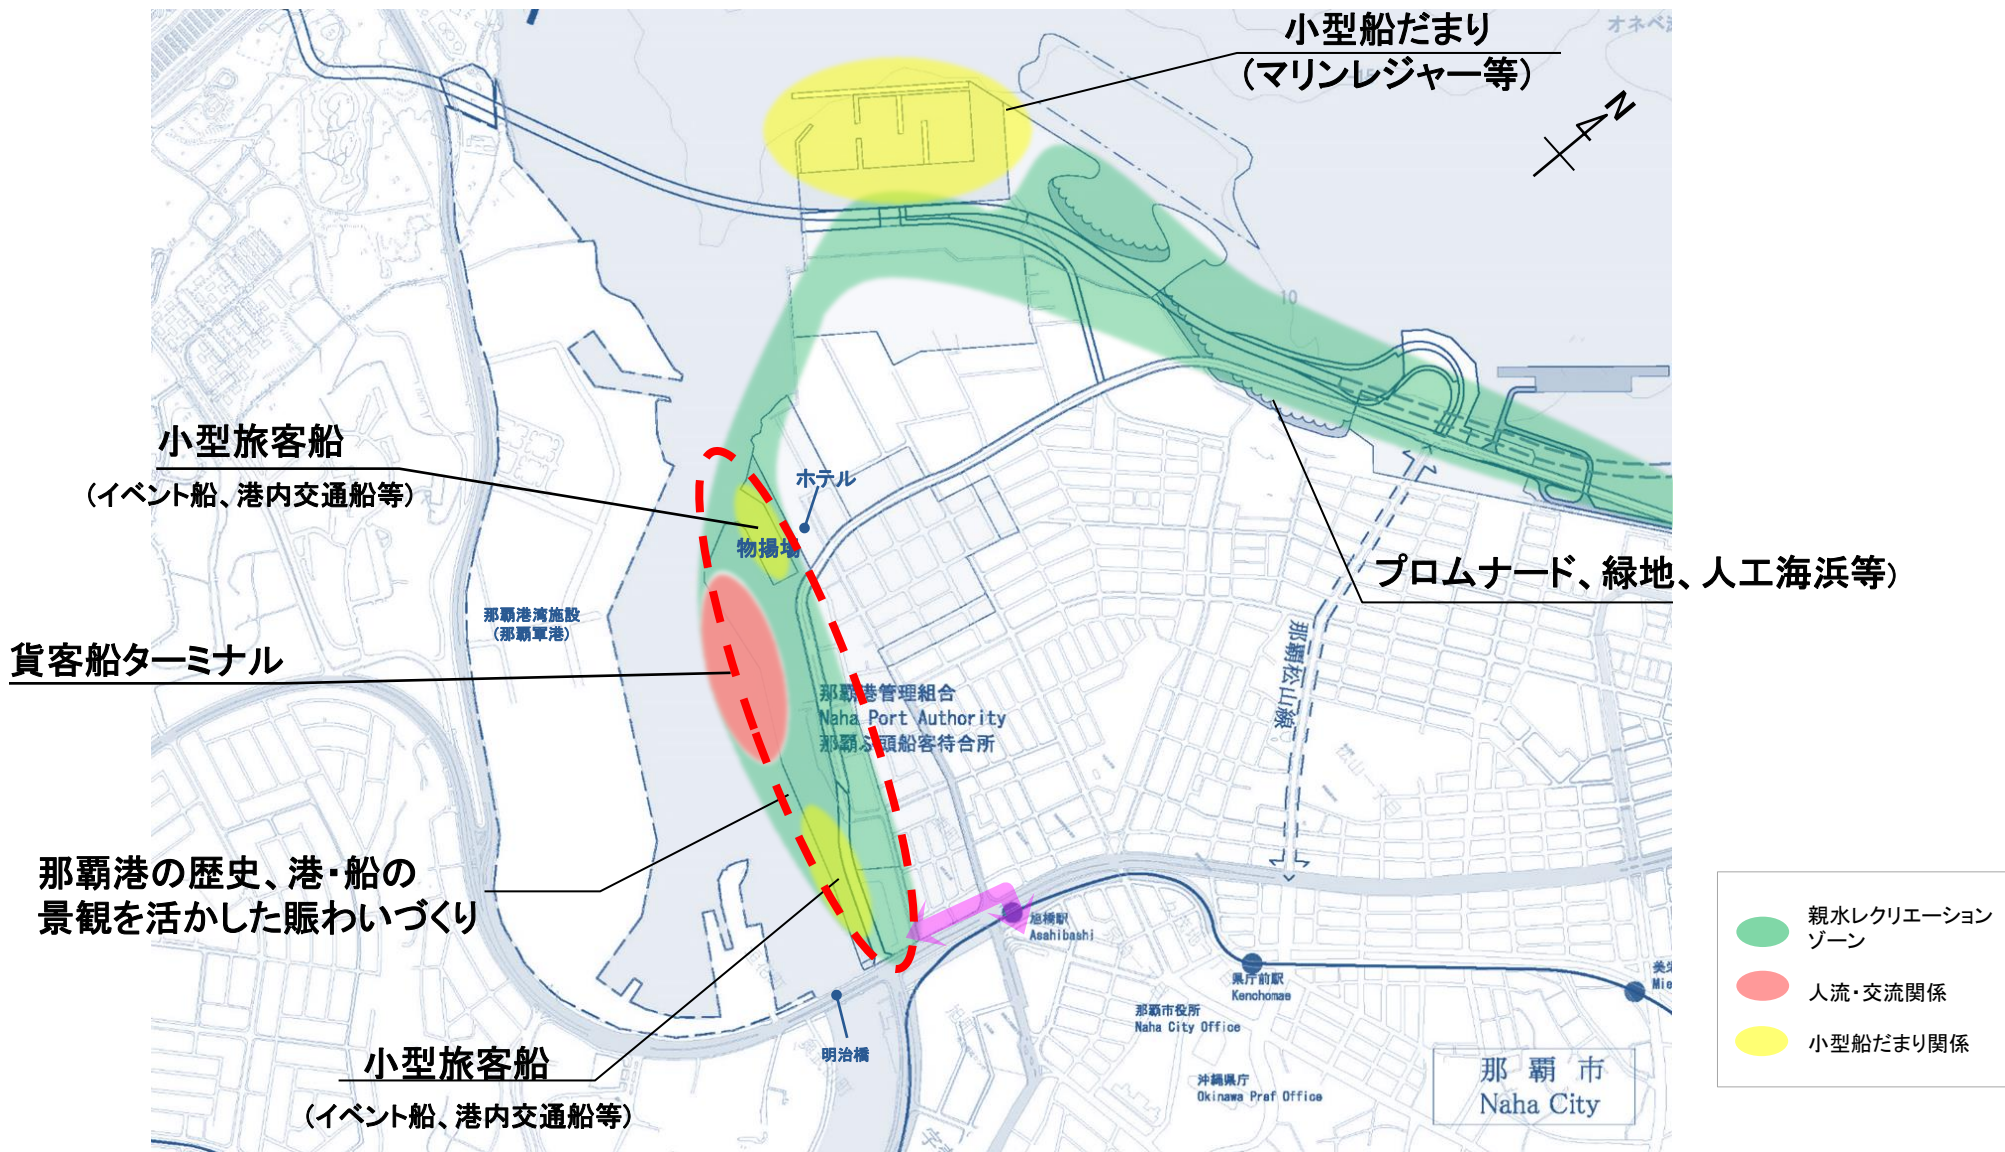 小型船だまり
（マリンレジャー等）
N
10
小型旅客船
（イベント船、港内交通船等）
ホテル
物揚場
プロムナード、緑地、人工海浜等）
那覇港湾施設
（那覇軍港）
貨客船ターミナル
那覇松山線
那覇港管理組合
Naha Port Authority
那覇ふ頭船客待合所
那覇港の歴史、港・船の
景観を活かした賑わいづくり
旭橋駅
Asahibashi
県庁前駅
Kenchomae
那覇市役所
Naha City Office
明治橋
小型旅客船
（イベント船、港内交通船等）
沖縄県庁
Okinawa Pref Office
那覇市
Naha City
親水レクリエーション
ゾーン
人流・交流関係
小型船だまり関係